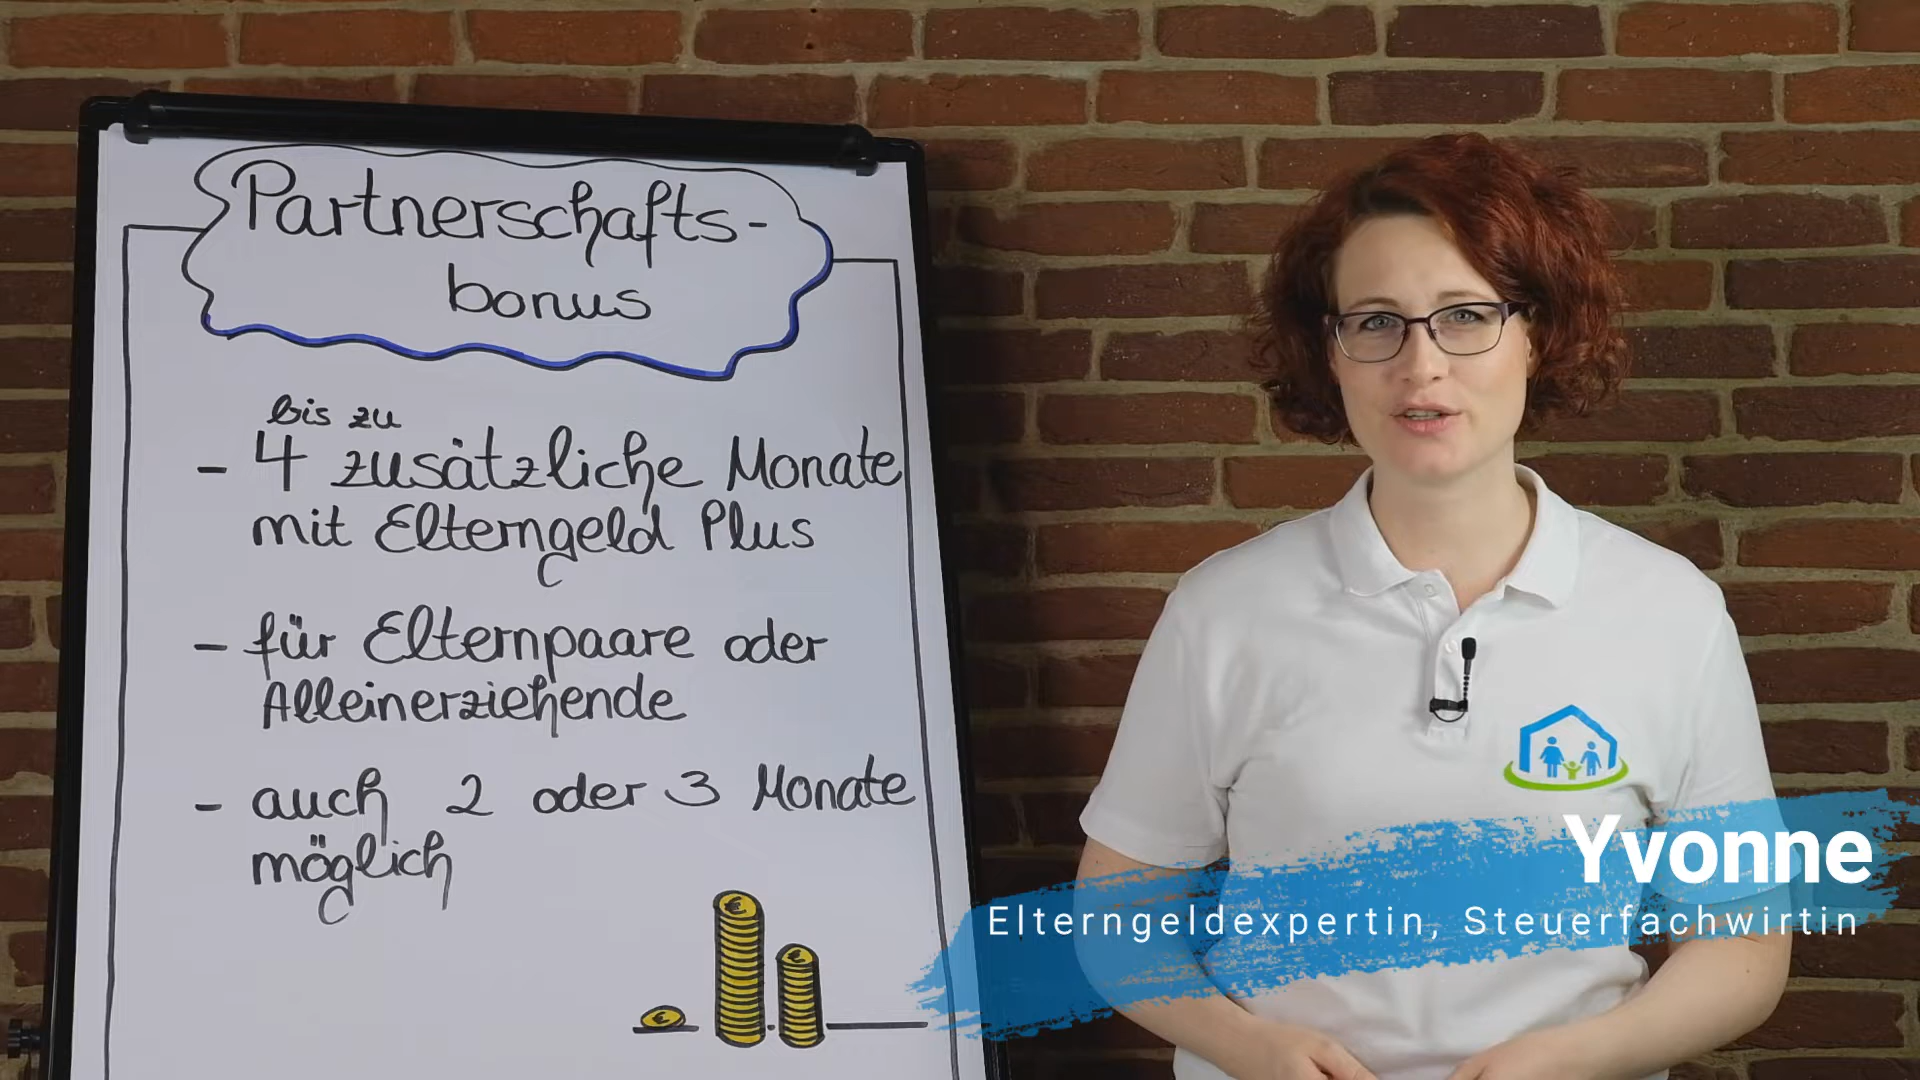 Partnerschafts-
bonus
bis zu
- 4 zusätzliche Monate
mit Elterngeld Plus
- für Elternpaare oder
Alleinerziehende
- auch 2 oder 3 Monate
möglich
€
€
€
Yvonne
Elterngeldexpertin, Steuerfachwirtin